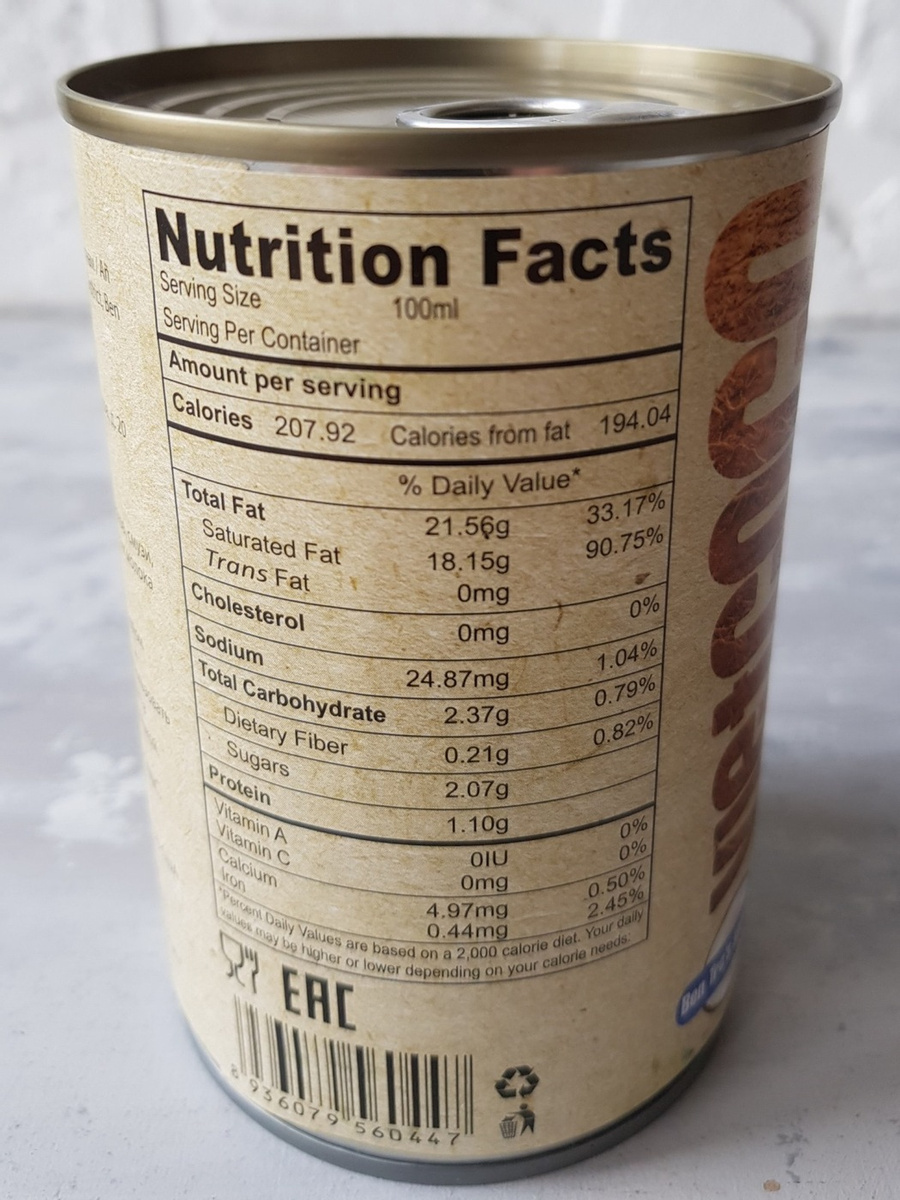 Nutrition Facts
Serving Size 100ml
Serving Per Container
Amount per serving
Calories 207.92 Calories from fat 194.04
% Daily Value*
Total Fat 21.56g 33.17%
Saturated Fat 18.15g 90.75%
Trans Fat 0mg
Cholesterol 0mg 0%
Sodium 24.87mg 1.04%
Total Carbohydrate 2.37g 0.79%
Dietary Fiber 0.21g 0.82%
Sugars 2.07g
Protein 1.10g
Vitamin A 0IU 0%
Vitamin C 0mg 0%
Calcium 4.97mg 0.50%
Iron 0.44mg 2.45%
*Percent Daily Values are based on a 2,000 calorie diet. Your daily
values may be higher or lower depending on your calorie needs:
EAC
8 936079 560447
Ben